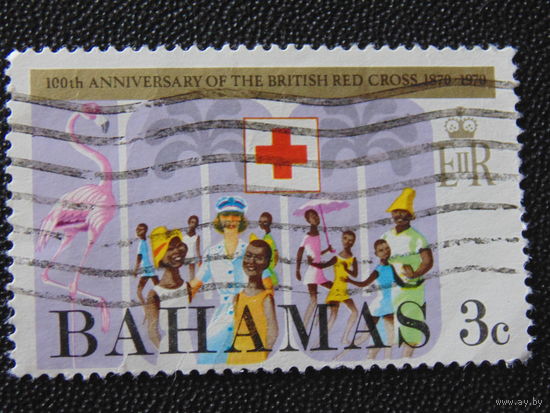 100th ANNIVERSARY OF THE BRITISH RED CROSS 1870-1970
EIIR
BAHAMAS 3c
www.ay.by